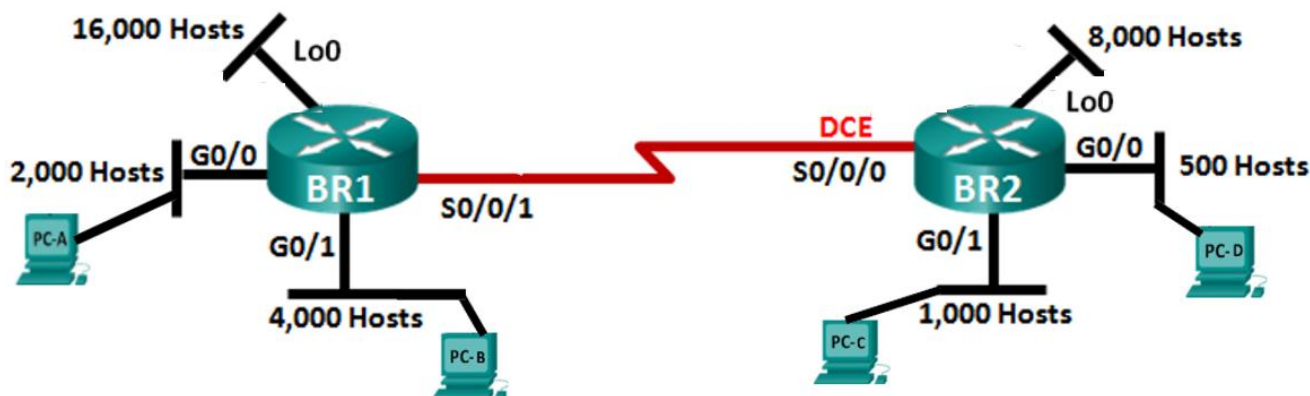 16,000 Hosts
Lo0
8,000 Hosts
Lo0
DCE
G0/0
G0/0
2,000 Hosts
S0/0/0
500 Hosts
BR1
BR2
S0/0/1
PC-A
G0/1
G0/1
PC-D
4,000 Hosts
1,000 Hosts
PC-B
PC-C